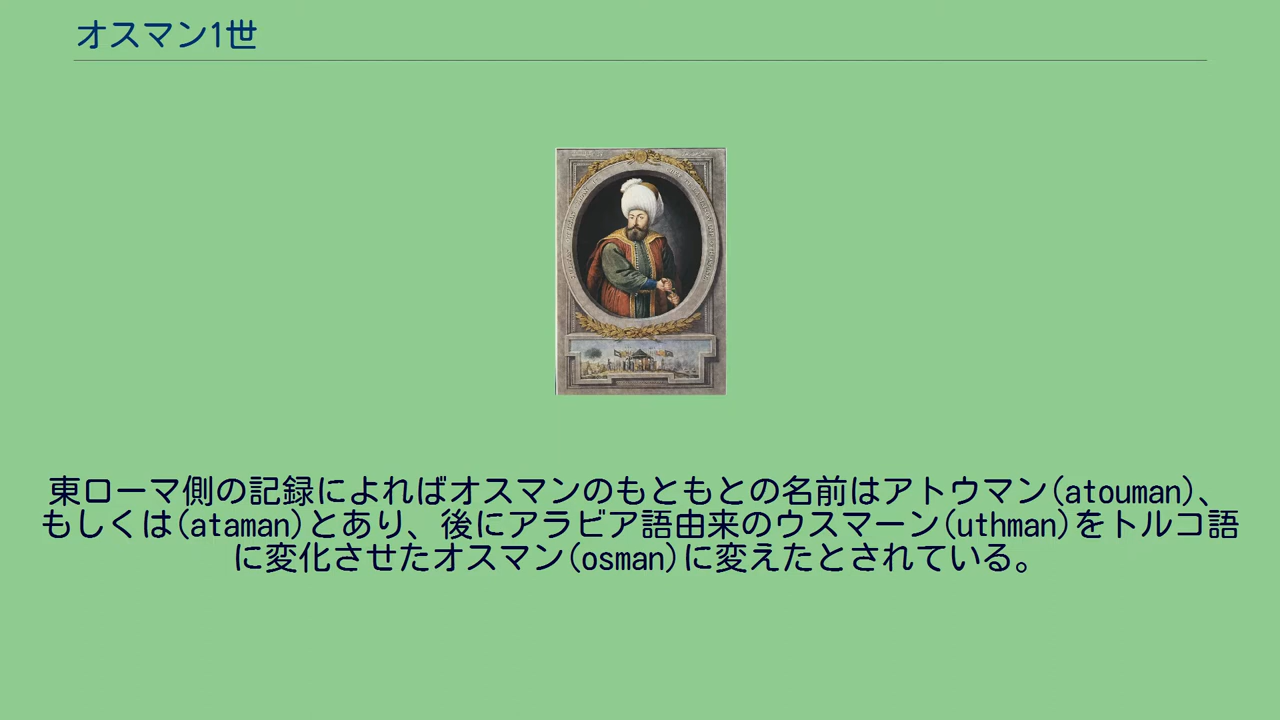 オスマン1世
東ローマ側の記録によればオスマンのもともとの名前はアトウマン(atouman)、
もしくは(ataman)とあり、後にアラビア語由来のウスマーン(uthman)をトルコ語
に変化させたオスマン(osman)に変えたとされている。